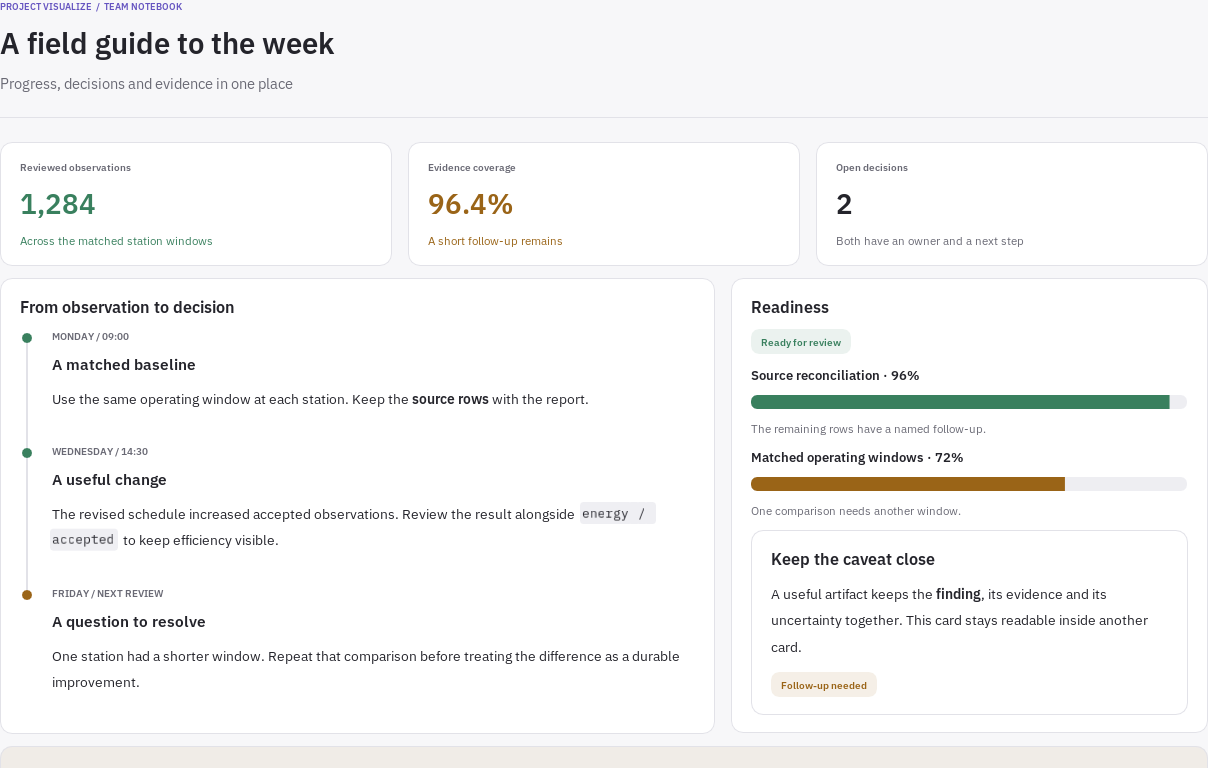 PROJECT VISUALIZE / TEAM NOTEBOOK
A field guide to the week
Progress, decisions and evidence in one place
Reviewed observations
1,284
Across the matched station windows
Evidence coverage
96.4%
A short follow-up remains
Open decisions
2
Both have an owner and a next step
From observation to decision
MONDAY / 09:00
A matched baseline
Use the same operating window at each station. Keep the source rows with the report.
WEDNESDAY / 14:30
A useful change
The revised schedule increased accepted observations. Review the result alongside energy /
accepted to keep efficiency visible.
FRIDAY / NEXT REVIEW
A question to resolve
One station had a shorter window. Repeat that comparison before treating the difference as a durable
improvement.
Readiness
Ready for review
Source reconciliation · 96%
The remaining rows have a named follow-up.
Matched operating windows · 72%
One comparison needs another window.
Keep the caveat close
A useful artifact keeps the finding, its evidence and its
uncertainty together. This card stays readable inside another
card.
Follow-up needed